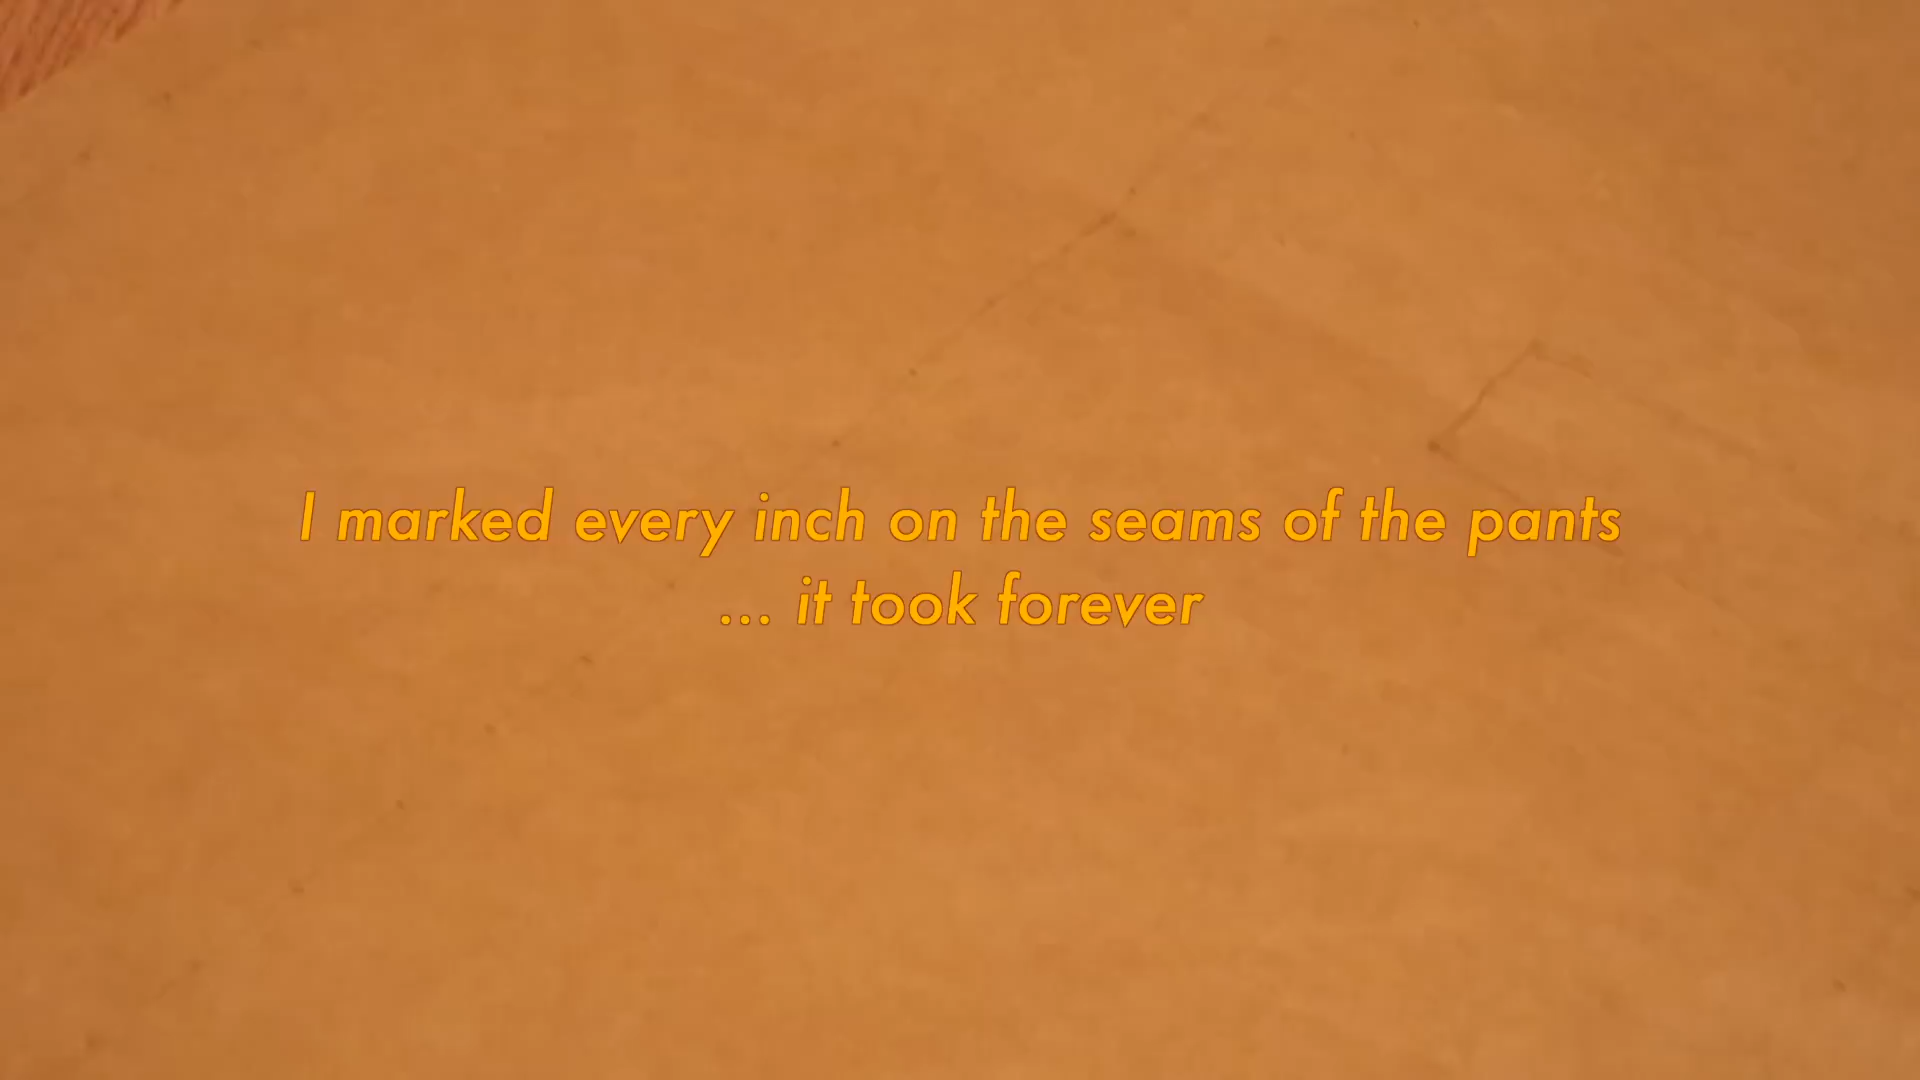 I marked every inch on the seams of the pants
... it took forever